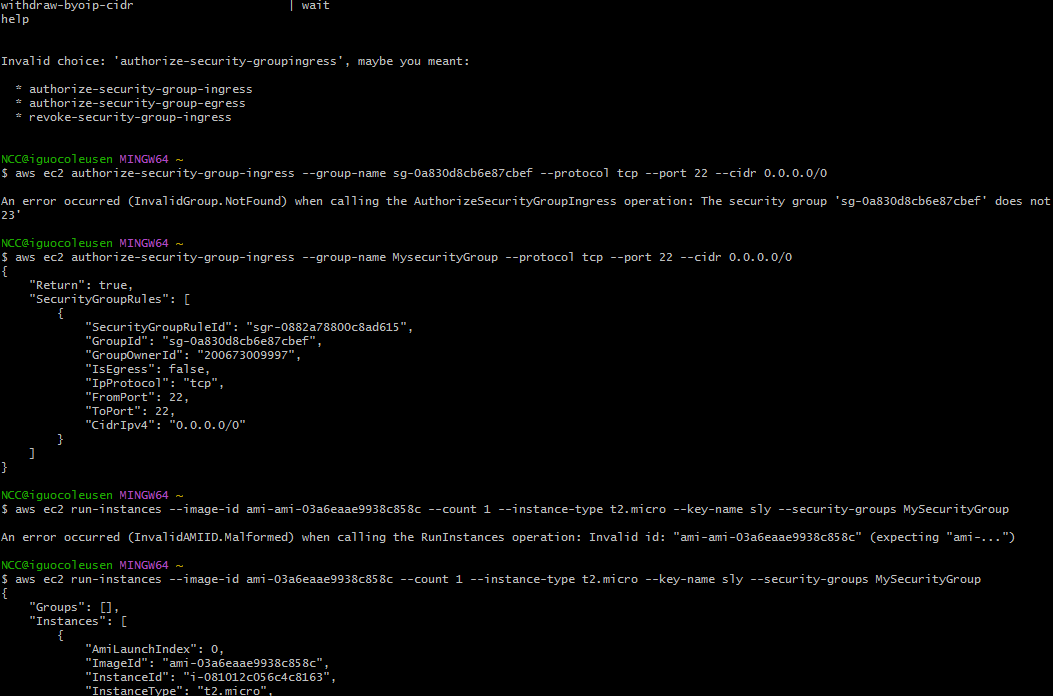 withdraw-byoip-cidr | wait
help
Invalid choice: 'authorize-security-groupingress', maybe you meant:
* authorize-security-group-ingress
* authorize-security-group-egress
* revoke-security-group-ingress
NCC@iguocoleusen MINGW64 ~
$ aws ec2 authorize-security-group-ingress --group-name sg-0a830d8cb6e87cbef --protocol tcp --port 22 --cidr 0.0.0.0/0
An error occurred (InvalidGroup.NotFound) when calling the AuthorizeSecurityGroupIngress operation: The security group 'sg-0a830d8cb6e87cbef' does not
23'
NCC@iguocoleusen MINGW64 ~
$ aws ec2 authorize-security-group-ingress --group-name MysecurityGroup --protocol tcp --port 22 --cidr 0.0.0.0/0
{
"Return": true,
"SecurityGroupRules": [
{
"SecurityGroupRuleId": "sgr-0882a78800c8ad615",
"GroupId": "sg-0a830d8cb6e87cbef",
"GroupOwnerId": "200673009997",
"IsEgress": false,
"IpProtocol": "tcp",
"FromPort": 22,
"ToPort": 22,
"CidrIpv4": "0.0.0.0/0"
}
]
}
NCC@iguocoleusen MINGW64 ~
$ aws ec2 run-instances --image-id ami-ami-03a6eaae9938c858c --count 1 --instance-type t2.micro --key-name sly --security-groups MySecurityGroup
An error occurred (InvalidAMIID.Malformed) when calling the RunInstances operation: Invalid id: "ami-ami-03a6eaae9938c858c" (expecting "ami-...")
NCC@iguocoleusen MINGW64 ~
$ aws ec2 run-instances --image-id ami-03a6eaae9938c858c --count 1 --instance-type t2.micro --key-name sly --security-groups MySecurityGroup
{
"Groups": [],
"Instances": [
{
"AmiLaunchIndex": 0,
"ImageId": "ami-03a6eaae9938c858c",
"InstanceId": "i-081012c056c4c8163",
"InstanceType": "t2.micro",